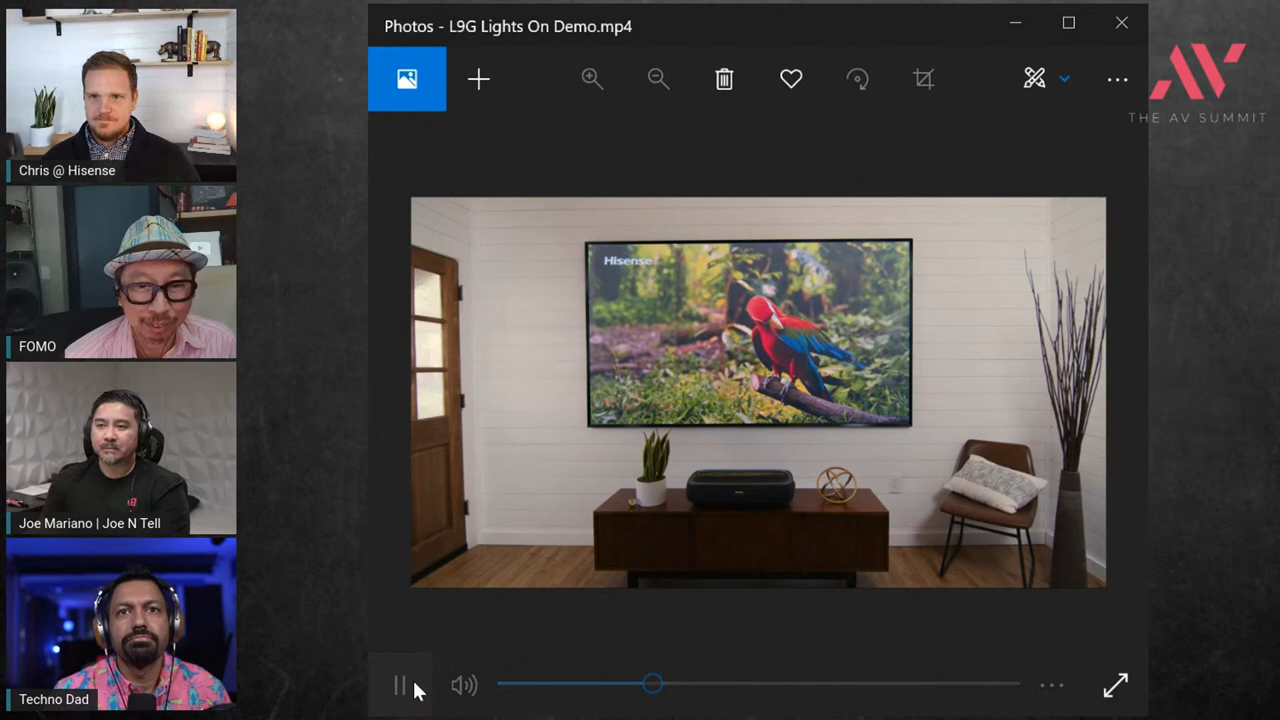 Photos - L9G Lights On Demo.mp4
THE AV SUMMIT
Chris @ Hisense
Hisense
FOMO
Joe Mariano | Joe N Tell
Techno Dad